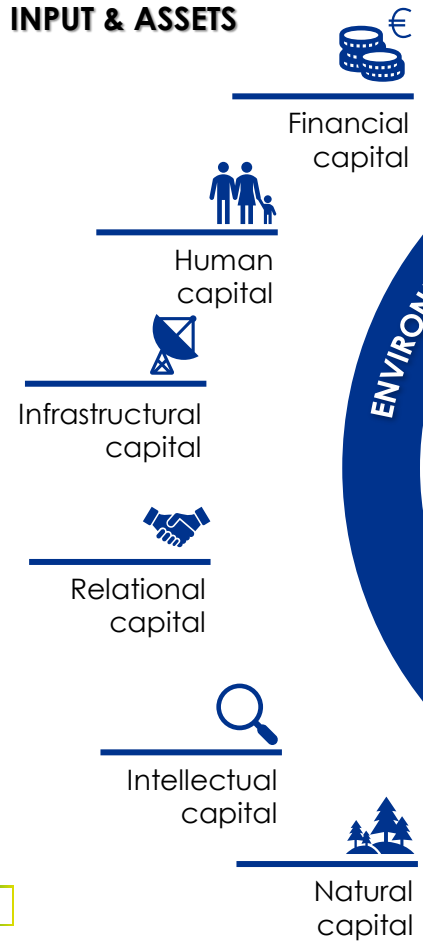 INPUT & ASSETS
€
Financial
capital
Human
capital
Infrastructural
capital
Relational
capital
Intellectual
capital
Natural
capital